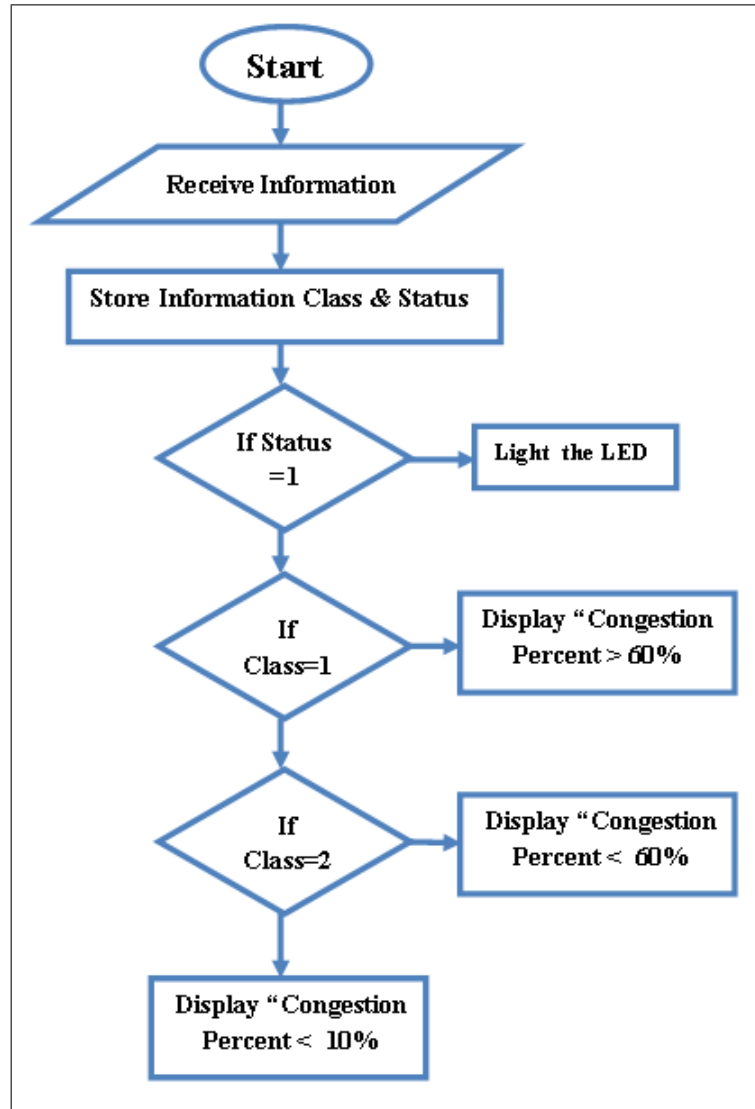 Start
Receive Information
Store Information Class & Status
If Status
=1
Light the LED
If
Class=1
Display “Congestion
Percent > 60%
If
Class=2
Display “Congestion
Percent < 60%
Display “Congestion
Percent < 10%